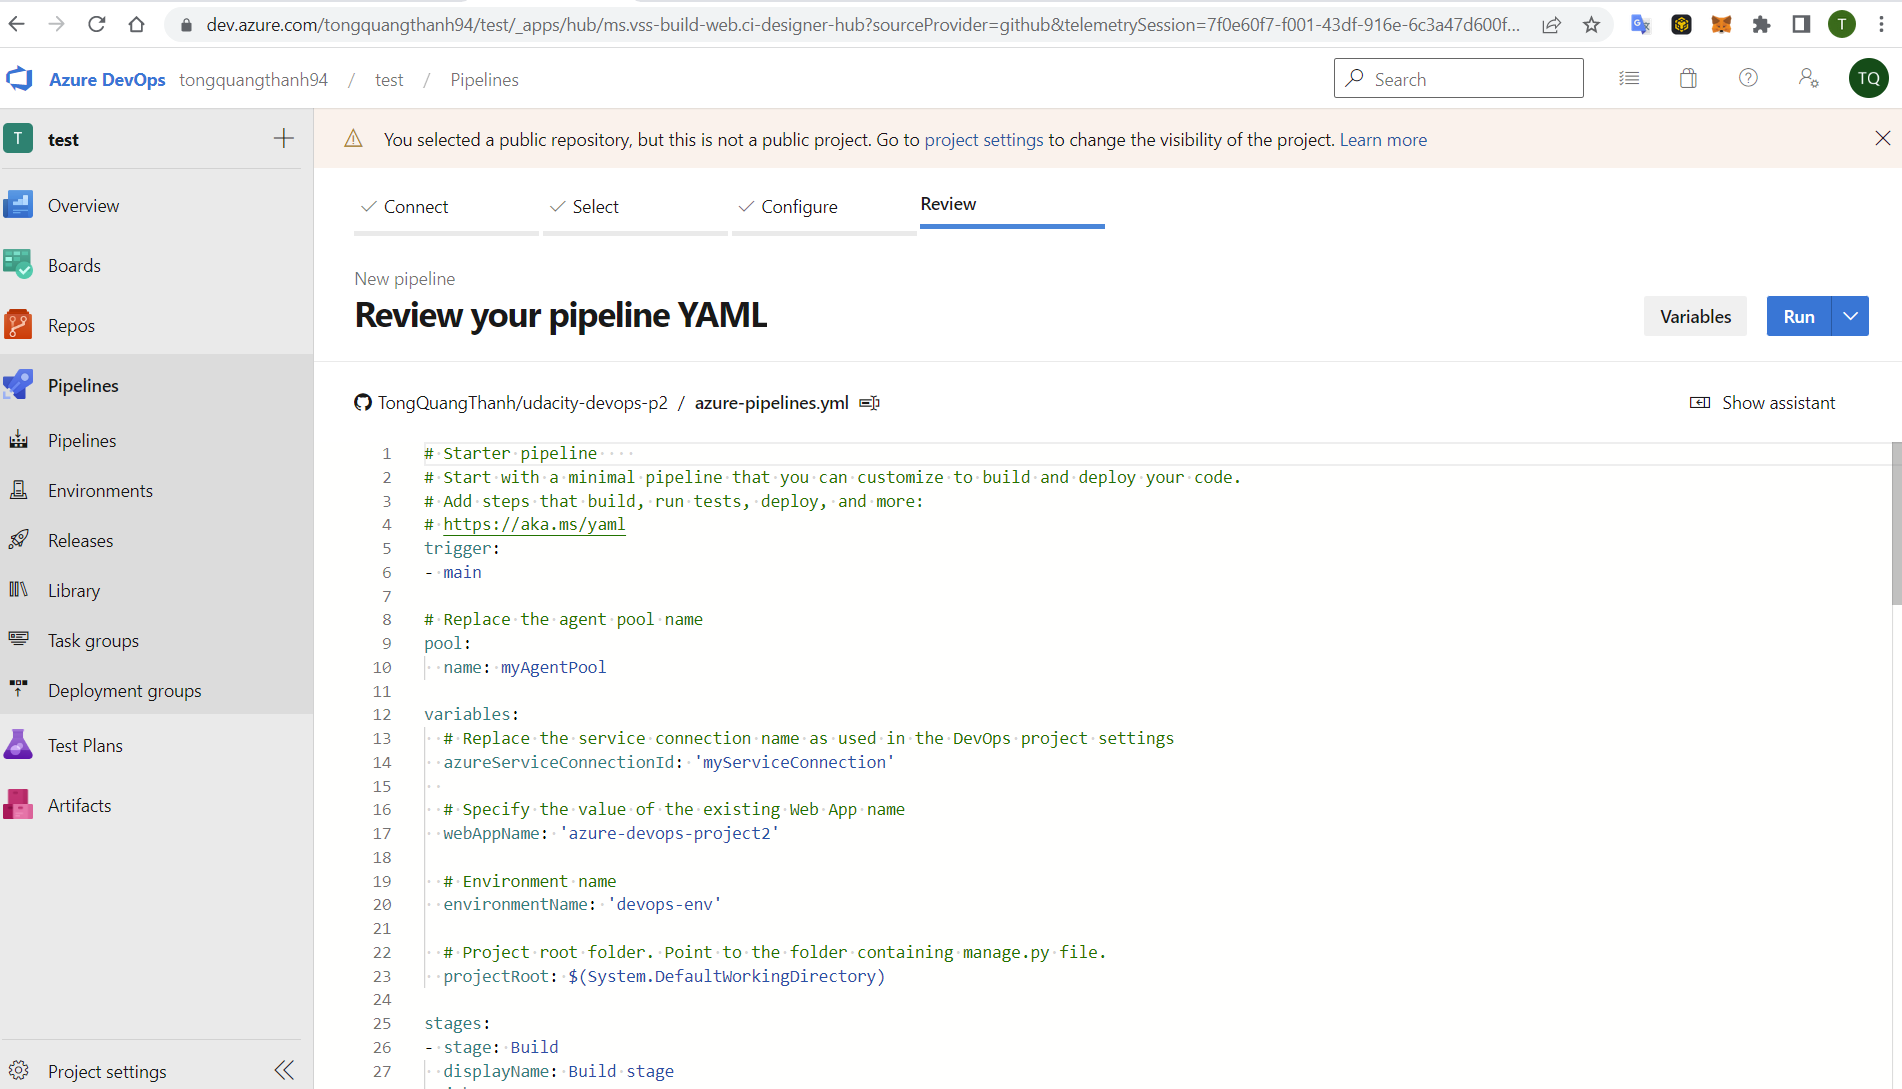 dev.azure.com/tongquangthanh94/test/_apps/hub/ms.vss-build-web.ci-designer-hub?sourceProvider=github&telemetrySession=7f0e60f7-f001-43df-916e-6c3a47d600f...
T
Azure DevOps tongquangthanh94 / test / Pipelines
Search
TQ
T test
You selected a public repository, but this is not a public project. Go to project settings to change the visibility of the project. Learn more
Overview
Boards
Repos
Pipelines
Pipelines
Environments
Releases
Library
Task groups
Deployment groups
Test Plans
Artifacts
Project settings
Connect
Select
Configure
Review
New pipeline
Review your pipeline YAML
Variables
Run
TongQuangThanh/udacity-devops-p2 / azure-pipelines.yml
Show assistant
1 # Starter pipeline
2 # Start with a minimal pipeline that you can customize to build and deploy your code.
3 # Add steps that build, run tests, deploy, and more:
4 # https://aka.ms/yaml
5 trigger:
6 - main
7
8 # Replace the agent pool name
9 pool:
10   name: myAgentPool
11
12 variables:
13   # Replace the service connection name as used in the DevOps project settings
14   azureServiceConnectionId: 'myServiceConnection'
15
16   # Specify the value of the existing Web App name
17   webAppName: 'azure-devops-project2'
18
19   # Environment name
20   environmentName: 'devops-env'
21
22   # Project root folder. Point to the folder containing manage.py file.
23   projectRoot: $(System.DefaultWorkingDirectory)
24
25 stages:
26 - stage: Build
27   displayName: Build stage